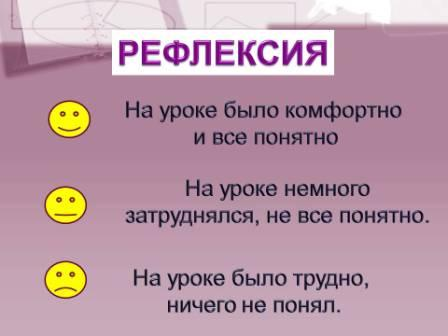 РЕФЛЕКСИЯ
На уроке было комфортно
и все понятно
На уроке немного
затруднялся, не все понятно.
На уроке было трудно,
ничего не понял.